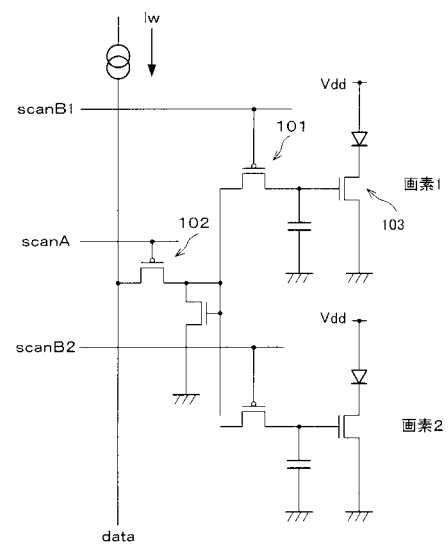 Iw
scanB1
101
Vdd
画素1
103
scanA
102
scanB2
Vdd
画素2
data